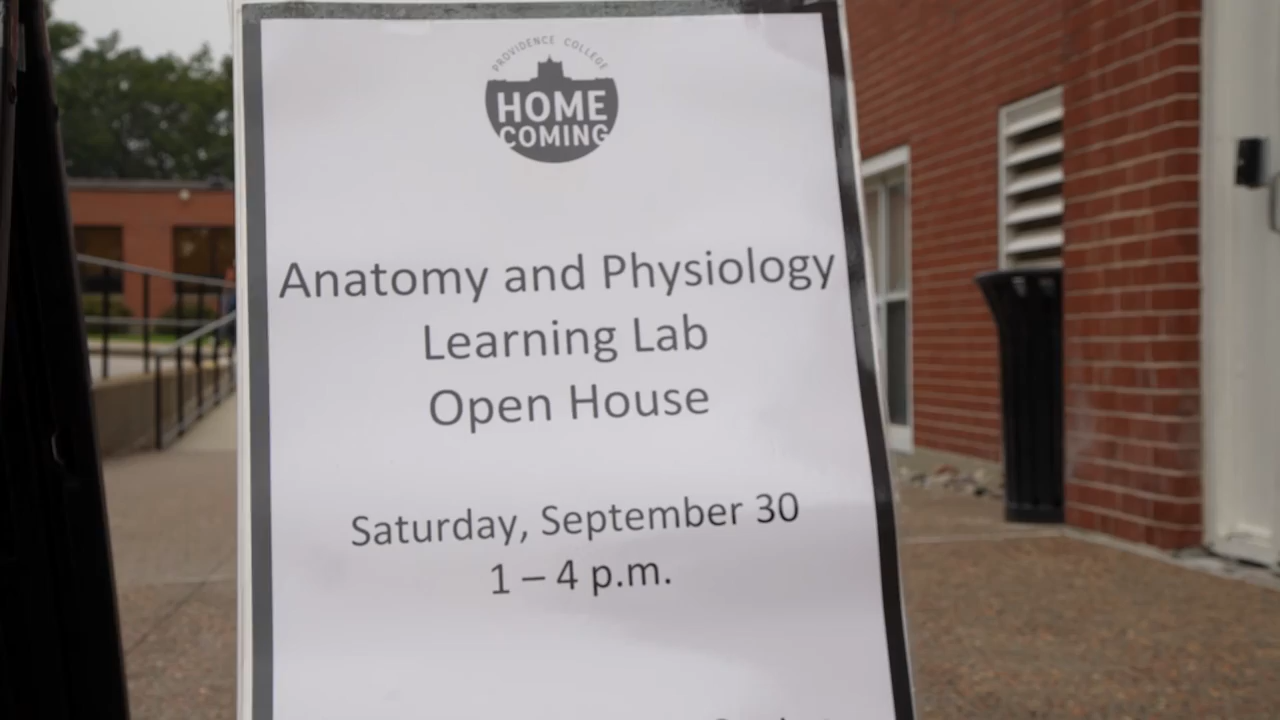 PROVIDENCE COLLEGE
HOME
COMING
Anatomy and Physiology
Learning Lab
Open House
Saturday, September 30
1 – 4 p.m.